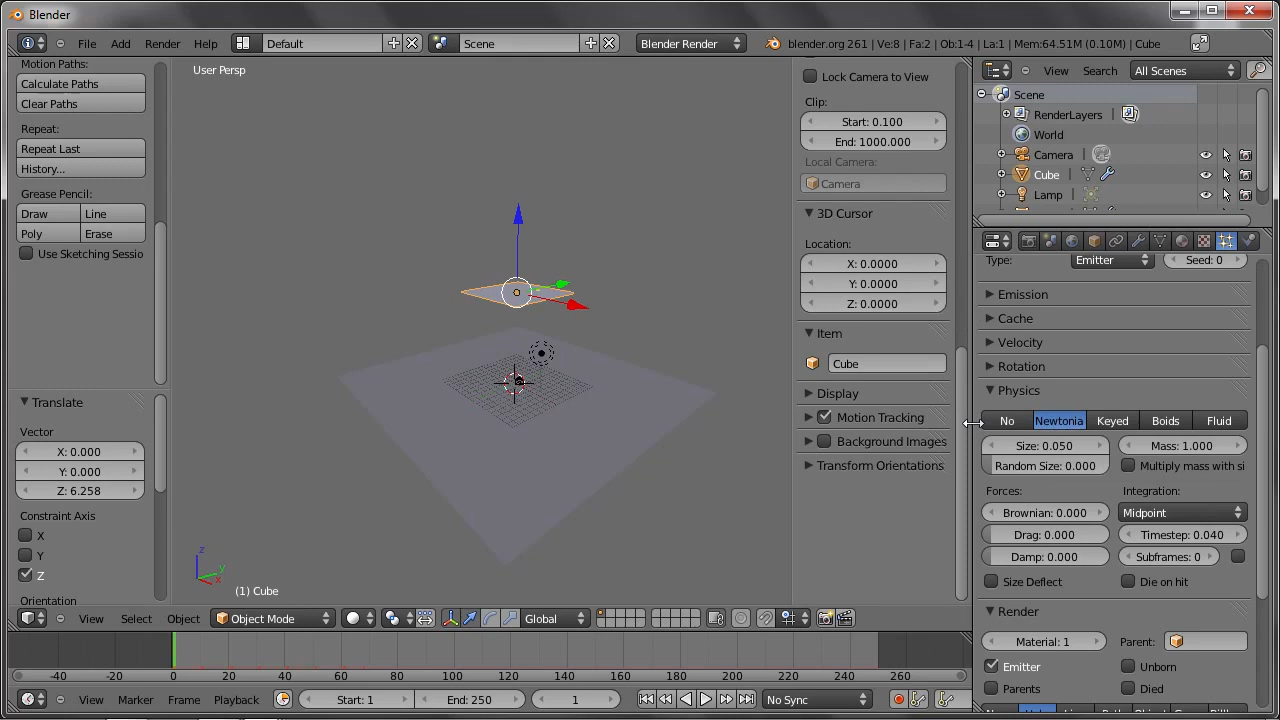 Blender
File Add Render Help Default Scene Blender Render blender.org 261 | Ve:8 | Fa:2 | Ob:1-4 | La:1 | Mem:64.51M (0.10M) | Cube
Motion Paths:
Calculate Paths
Clear Paths
Repeat:
Repeat Last
History...
Grease Pencil:
Draw Line
Poly Erase
Use Sketching Sessio
Translate
Vector
X: 0.000
Y: 0.000
Z: 6.258
Constraint Axis
X
Y
Z
Orientation
User Persp
z
y
x
(1) Cube
Lock Camera to View
Clip:
Start: 0.100
End: 1000.000
Local Camera:
Camera
3D Cursor
Location:
X: 0.0000
Y: 0.0000
Z: 0.0000
Item
Cube
Display
Motion Tracking
Background Images
Transform Orientations
View Search All Scenes
Scene
RenderLayers
World
Camera
Cube
Lamp
Type: Emitter Seed: 0
Emission
Cache
Velocity
Rotation
Physics
No Newtonia Keyed Boids Fluid
Size: 0.050 Mass: 1.000
Random Size: 0.000 Multiply mass with si
Forces: Integration:
Brownian: 0.000 Midpoint
Drag: 0.000 Timestep: 0.040
Damp: 0.000 Subframes: 0
Size Deflect Die on hit
Render
Material: 1 Parent:
Emitter Unborn
Parents Died
View Select Object Object Mode Global
-40 -20 0 20 40 60 80 100 120 140 160 180 200 220 240 260
View Marker Frame Playback Start: 1 End: 250 1 No Sync